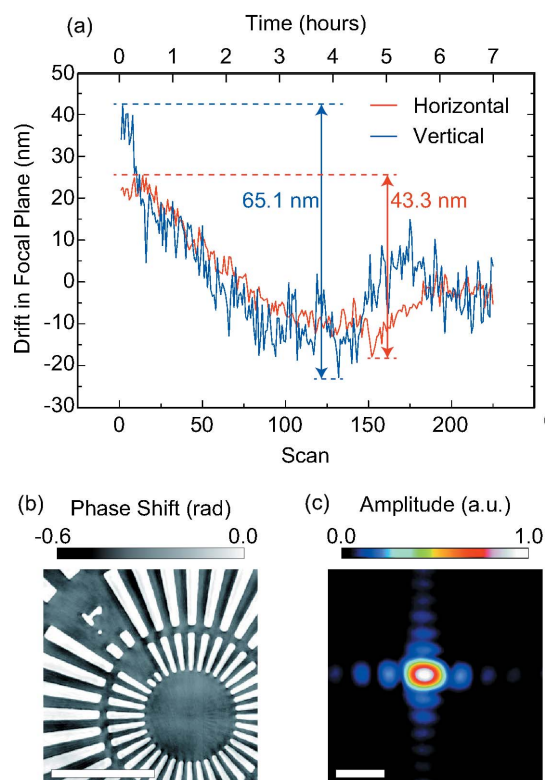 (a)
Time (hours)
0 1 2 3 4 5 6 7
50
40
30
20
10
0
-10
-20
-30
Drift in Focal Plane (nm)
Horizontal
Vertical
65.1 nm
43.3 nm
0 50 100 150 200 250
Scan
(b)
Phase Shift (rad)
-0.6 0.0
(c)
Amplitude (a.u.)
0.0 1.0